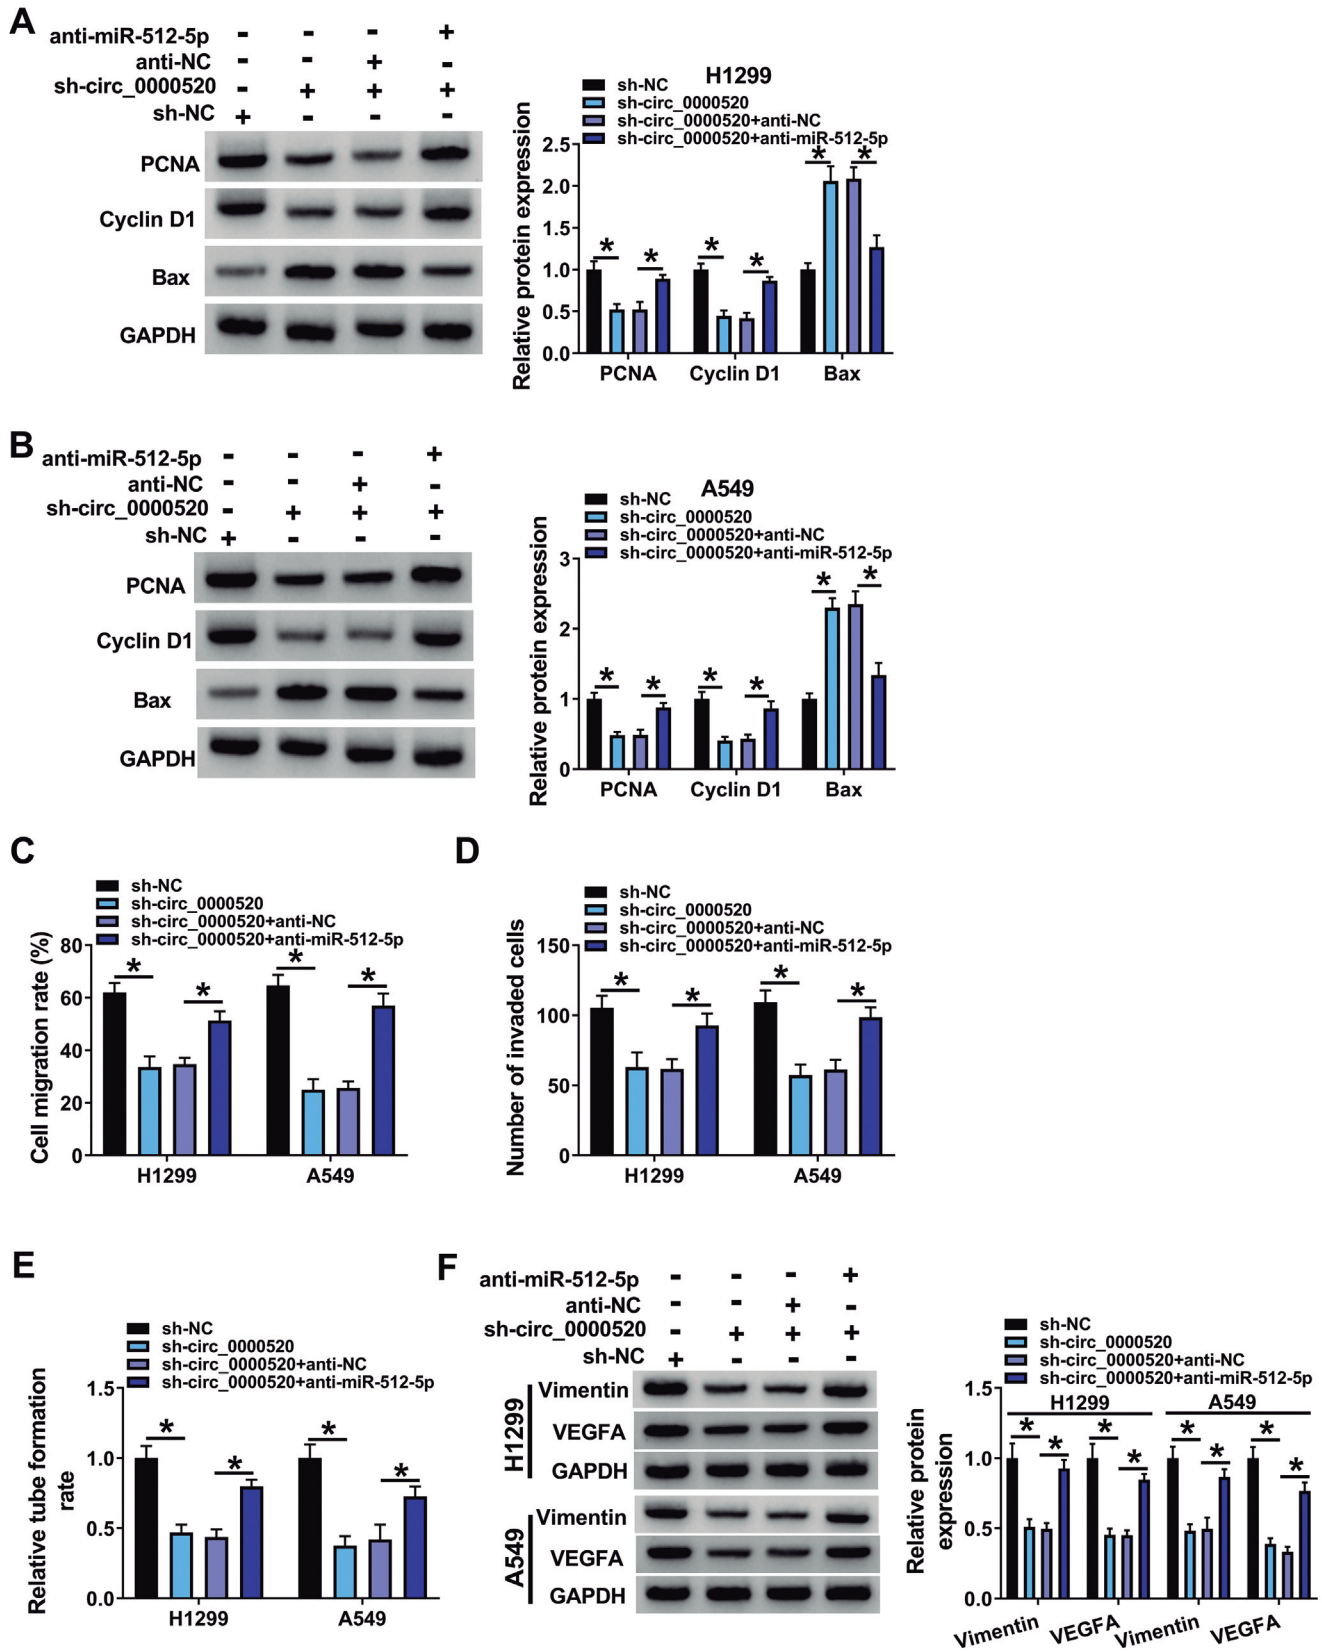 A
anti-miR-512-5p - - - +
anti-NC - - + -
sh-circ_0000520 - + + +
sh-NC + - - -
PCNA
Cyclin D1
Bax
GAPDH
H1299
sh-NC
sh-circ_0000520
sh-circ_0000520+anti-NC
sh-circ_0000520+anti-miR-512-5p
Relative protein expression
2.5
2.0
1.5
1.0
0.5
0.0
* * * * * *
PCNA Cyclin D1 Bax
B
anti-miR-512-5p - - - +
anti-NC - - + -
sh-circ_0000520 - + + +
sh-NC + - - -
PCNA
Cyclin D1
Bax
GAPDH
A549
sh-NC
sh-circ_0000520
sh-circ_0000520+anti-NC
sh-circ_0000520+anti-miR-512-5p
Relative protein expression
3
2
1
0
* * * * * *
PCNA Cyclin D1 Bax
C
sh-NC
sh-circ_0000520
sh-circ_0000520+anti-NC
sh-circ_0000520+anti-miR-512-5p
Cell migration rate (%)
80
60
40
20
0
* * * *
H1299 A549
D
sh-NC
sh-circ_0000520
sh-circ_0000520+anti-NC
sh-circ_0000520+anti-miR-512-5p
Number of invaded cells
150
100
50
0
* * * *
H1299 A549
E
sh-NC
sh-circ_0000520
sh-circ_0000520+anti-NC
sh-circ_0000520+anti-miR-512-5p
Relative tube formation
rate
1.5
1.0
0.5
0.0
* * * *
H1299 A549
F
anti-miR-512-5p - - - +
anti-NC - - + -
sh-circ_0000520 - + + +
sh-NC + - - -
H1299
Vimentin
VEGFA
GAPDH
A549
Vimentin
VEGFA
GAPDH
sh-NC
sh-circ_0000520
sh-circ_0000520+anti-NC
sh-circ_0000520+anti-miR-512-5p
Relative protein
expression
1.5
1.0
0.5
0.0
H1299 A549
* * * * * * * *
Vimentin VEGFA Vimentin VEGFA